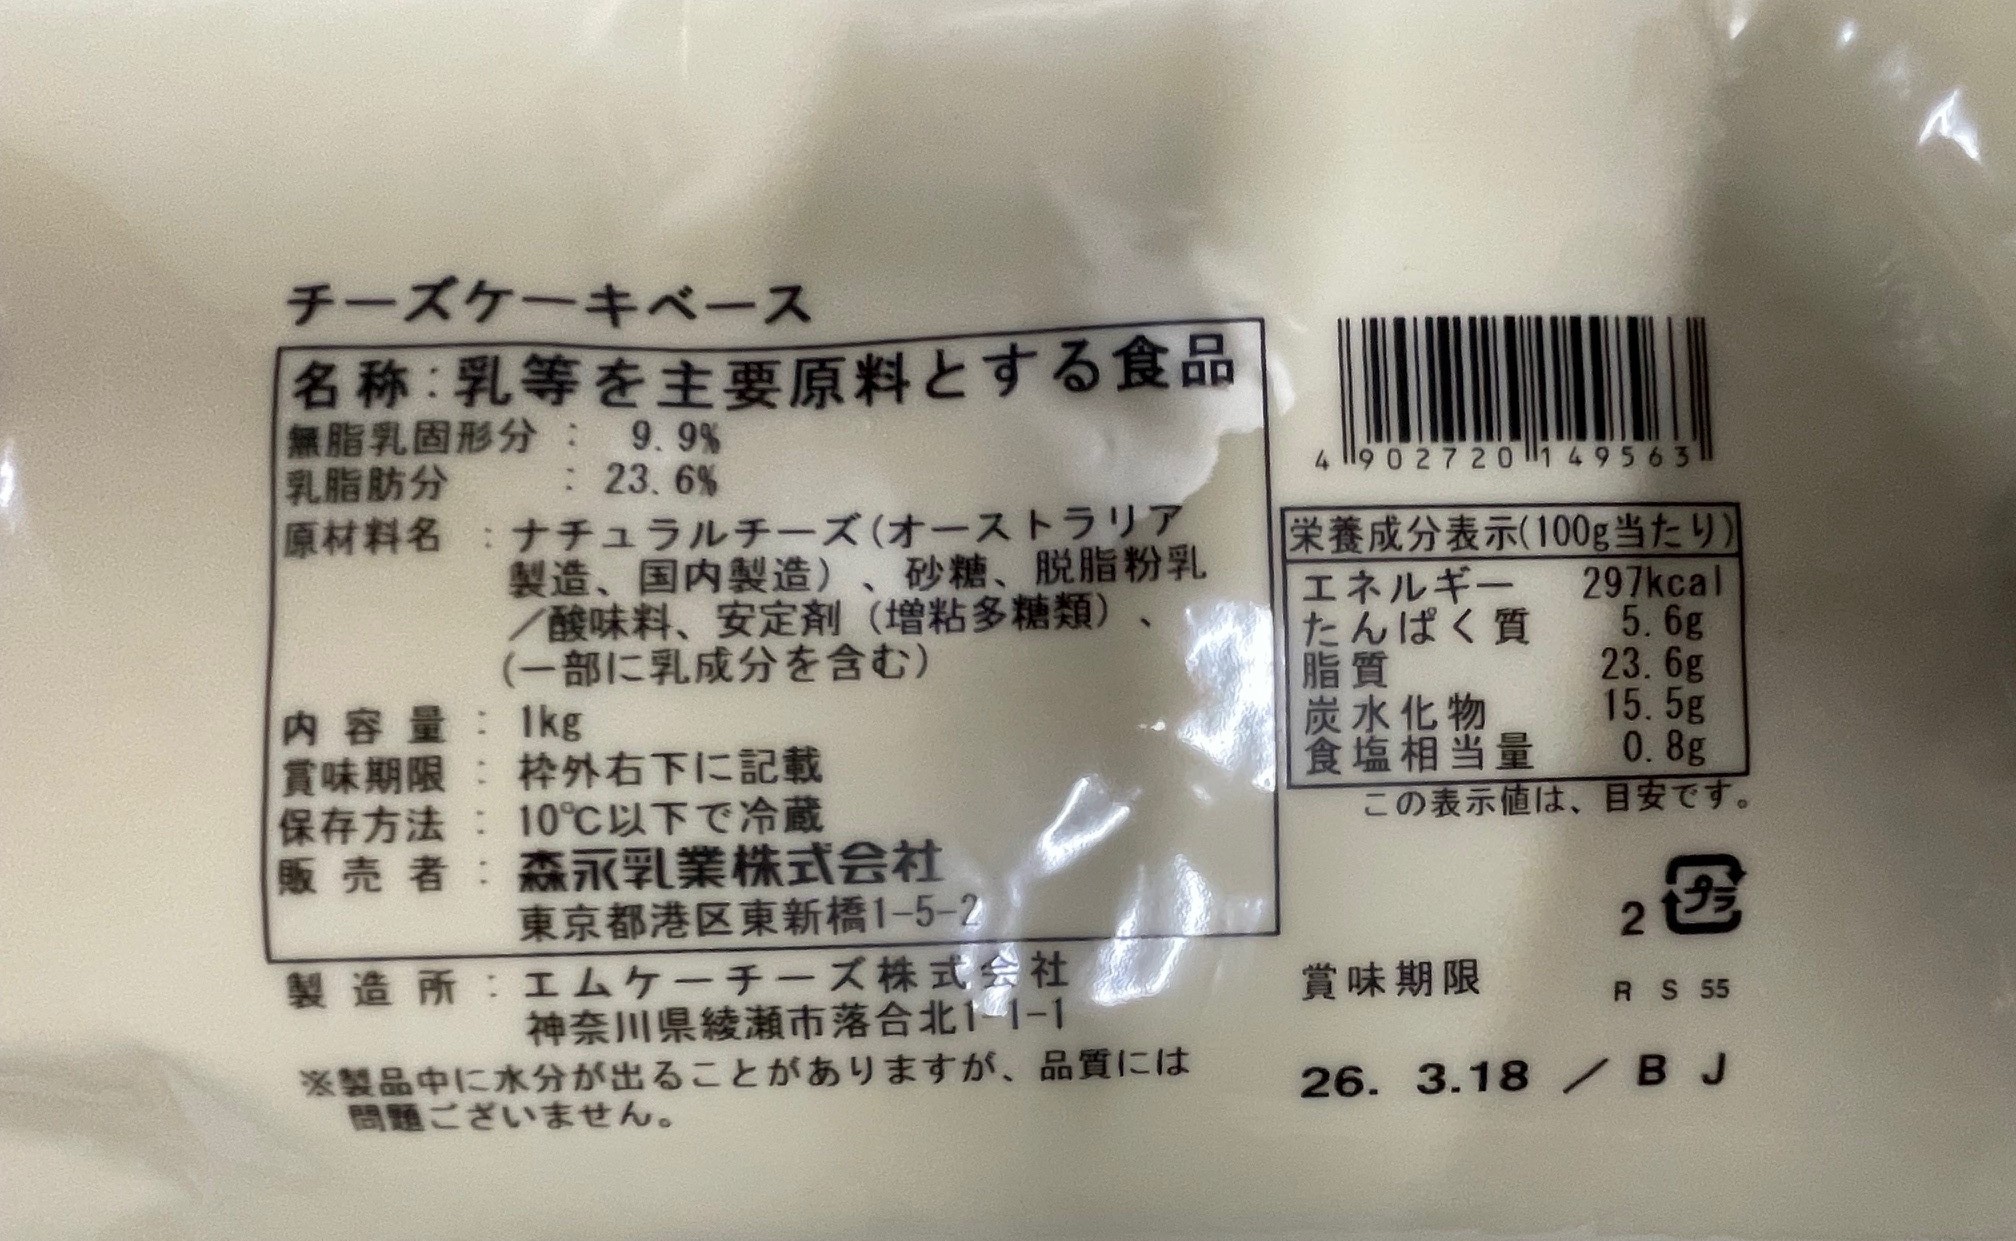 チーズケーキベース
名称:乳等を主要原料とする食品
無脂乳固形分 : 9.9%
乳脂肪分 : 23.6%
原材料名 : ナチュラルチーズ(オーストラリア
製造、国内製造)、砂糖、脱脂粉乳
/酸味料、安定剤(増粘多糖類)、
(一部に乳成分を含む)
内容量 : 1kg
賞味期限 : 枠外右下に記載
保存方法 : 10℃以下で冷蔵
販売者 : 森永乳業株式会社
東京都港区東新橋1-5-2
製造所 : エムケーチーズ株式会社
神奈川県綾瀬市落合北1-1-1
※製品中に水分が出ることがありますが、品質には
問題ございません。
4 902720 149563
栄養成分表示(100g当たり)
エネルギー 297kcal
たんぱく質 5.6g
脂質 23.6g
炭水化物 15.5g
食塩相当量 0.8g
この表示値は、目安です。
2 プラ
賞味期限 R S 55
26. 3.18 / B J